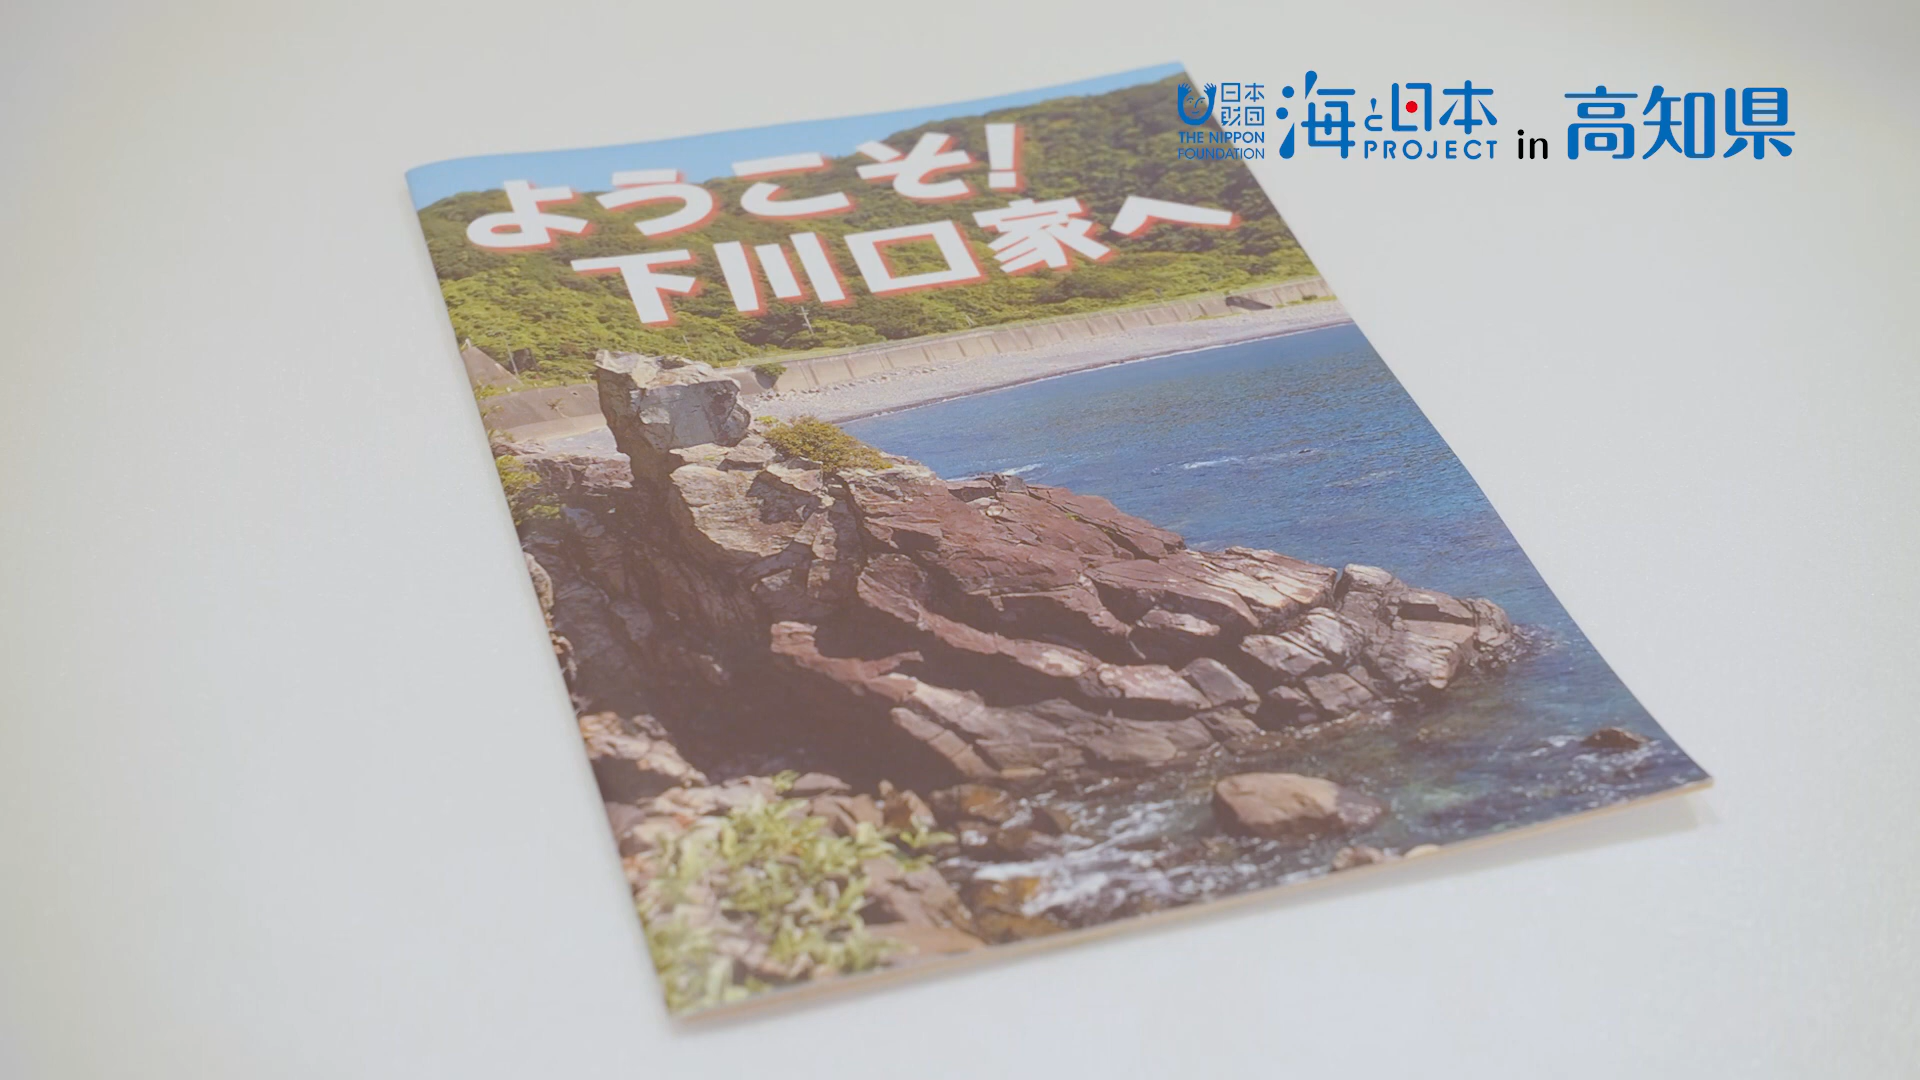 ようこそ!
下川口家へ
日本
財団
THE NIPPON
FOUNDATION
海と日本
PROJECT
in 高知県